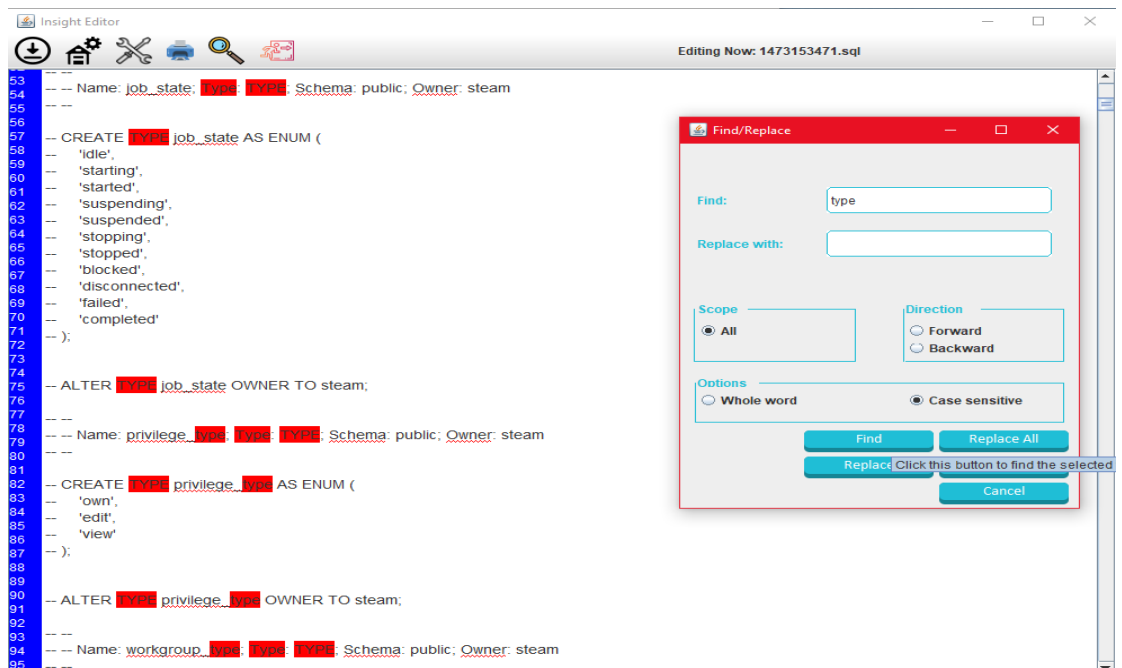 Insight Editor
Editing Now: 1473153471.sql
53
54 -- -- Name: job_state; Type: TYPE; Schema: public; Owner: steam
55 -- --
56
57 -- CREATE TYPE job_state AS ENUM (
58 -- 'idle',
59 -- 'starting',
60 -- 'started',
61 -- 'suspending',
62 -- 'suspended',
63 -- 'stopping',
64 -- 'stopped',
65
66 -- 'blocked',
67 -- 'disconnected',
68 -- 'failed',
69
70 -- 'completed'
71 -- );
72
73
74
75 -- ALTER TYPE job_state OWNER TO steam;
76
77 -- --
78 -- -- Name: privilege_type; Type: TYPE; Schema: public; Owner: steam
79
80 -- --
81
82 -- CREATE TYPE privilege_type AS ENUM (
83 -- 'own',
84 -- 'edit',
85
86 -- 'view'
87 -- );
88
89
90 -- ALTER TYPE privilege_type OWNER TO steam;
91
92
93 -- --
94 -- -- Name: workgroup_type; Type: TYPE; Schema: public; Owner: steam
95 -- --
Find/Replace
Find: type
Replace with:
Scope
All
Direction
Forward
Backward
Options
Whole word
Case sensitive
Find
Replace All
Replace
Click this button to find the selected
Cancel